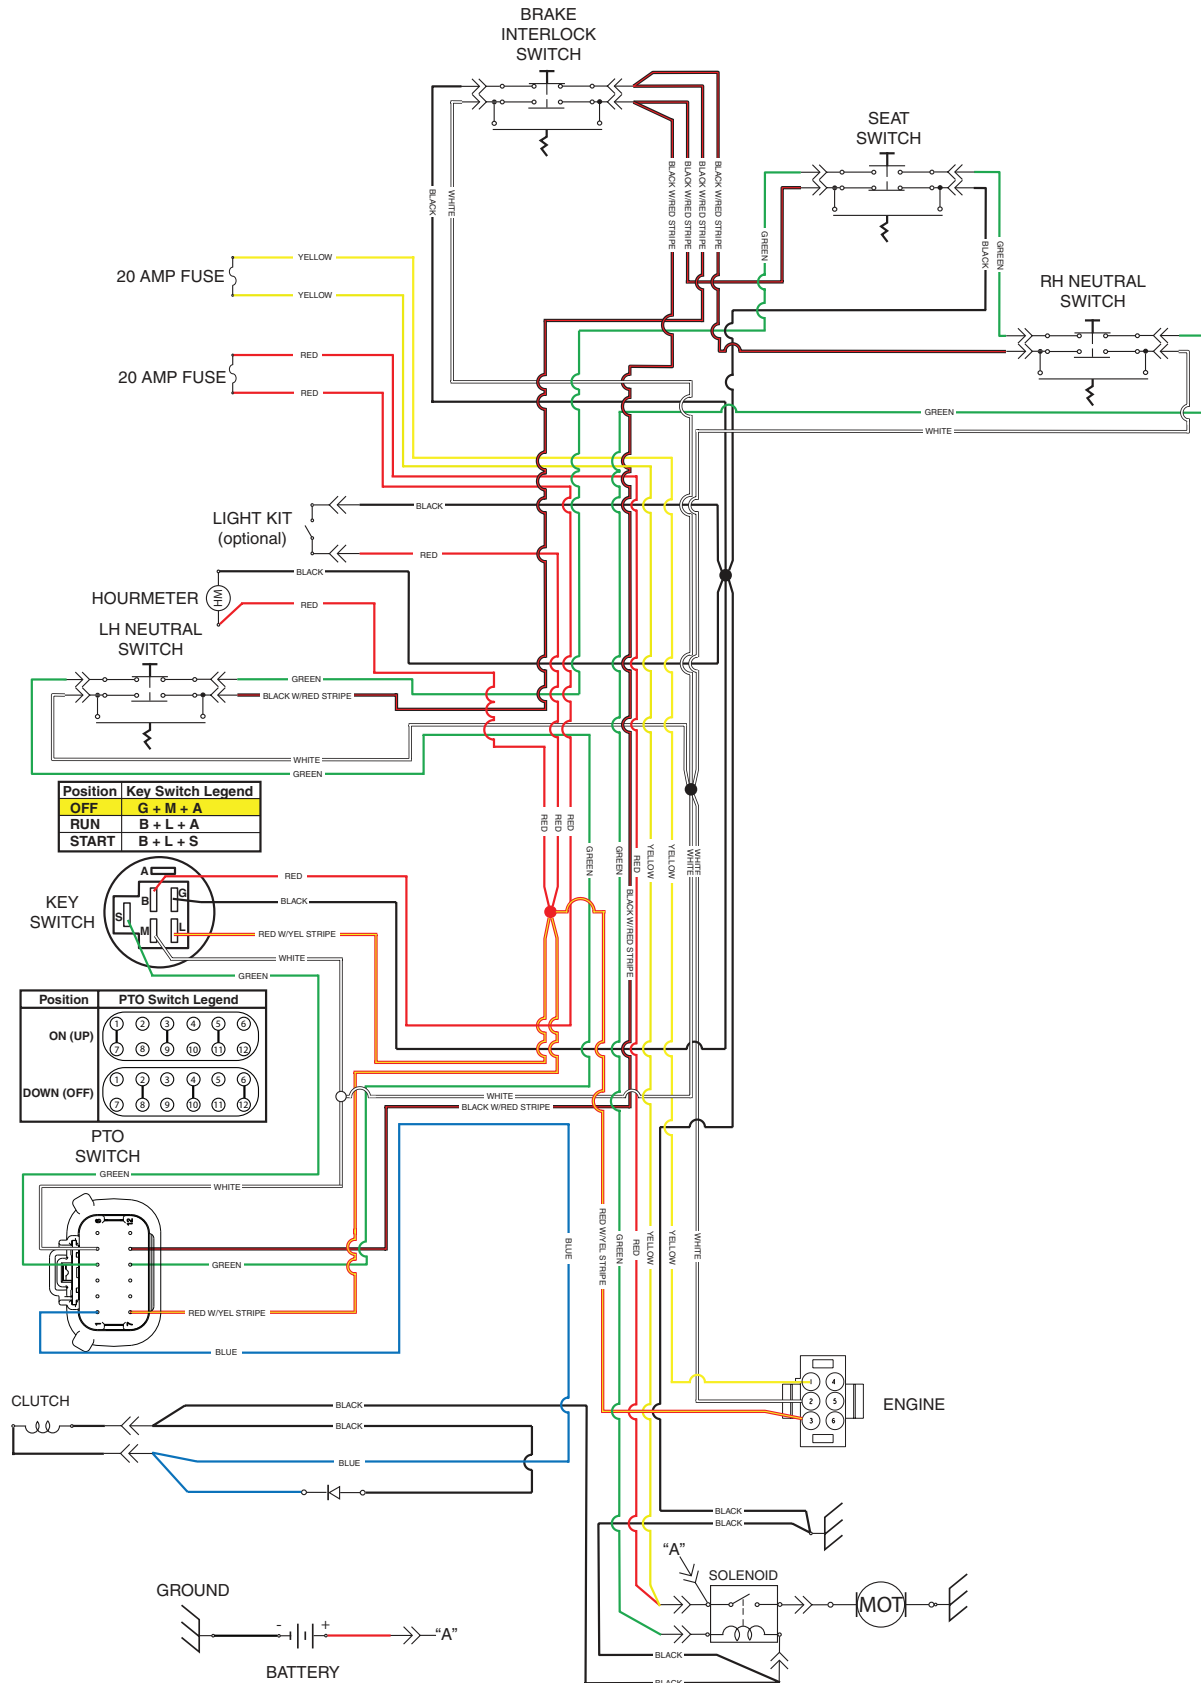 BRAKE
INTERLOCK
SWITCH
SEAT
SWITCH
BLACK
WHITE
BLACK W/RED STRIPE
BLACK W/RED STRIPE
BLACK W/RED STRIPE
BLACK W/RED STRIPE
GREEN
BLACK
GREEN
20 AMP FUSE
YELLOW
YELLOW
RH NEUTRAL
SWITCH
20 AMP FUSE
RED
RED
GREEN
WHITE
LIGHT KIT
(optional)
BLACK
RED
HOURMETER
HM
BLACK
RED
LH NEUTRAL
SWITCH
GREEN
BLACK W/RED STRIPE
WHITE
GREEN
Position Key Switch Legend
OFF G + M + A
RUN B + L + A
START B + L + S
RED
RED
RED
GREEN
GREEN
BLACK W/RED STRIPE
RED
YELLOW
YELLOW
WHITE
WHITE
KEY
SWITCH
A
B
G
S
M
L
RED
BLACK
RED W/YEL STRIPE
WHITE
GREEN
Position PTO Switch Legend
ON (UP)
1 2 3 4 5 6
7 8 9 10 11 12
DOWN (OFF)
1 2 3 4 5 6
7 8 9 10 11 12
WHITE
BLACK W/RED STRIPE
PTO
SWITCH
GREEN
WHITE
6 12
1 7
GREEN
RED W/YEL STRIPE
BLUE
BLUE
RED W/YEL STRIPE
GREEN
RED
YELLOW
YELLOW
WHITE
CLUTCH
BLACK
BLACK
BLUE
ENGINE
1 4
2 5
3 6
BLACK
BLACK
"A"
SOLENOID
MOT
BLACK
BLACK
GROUND
- +
"A"
BATTERY